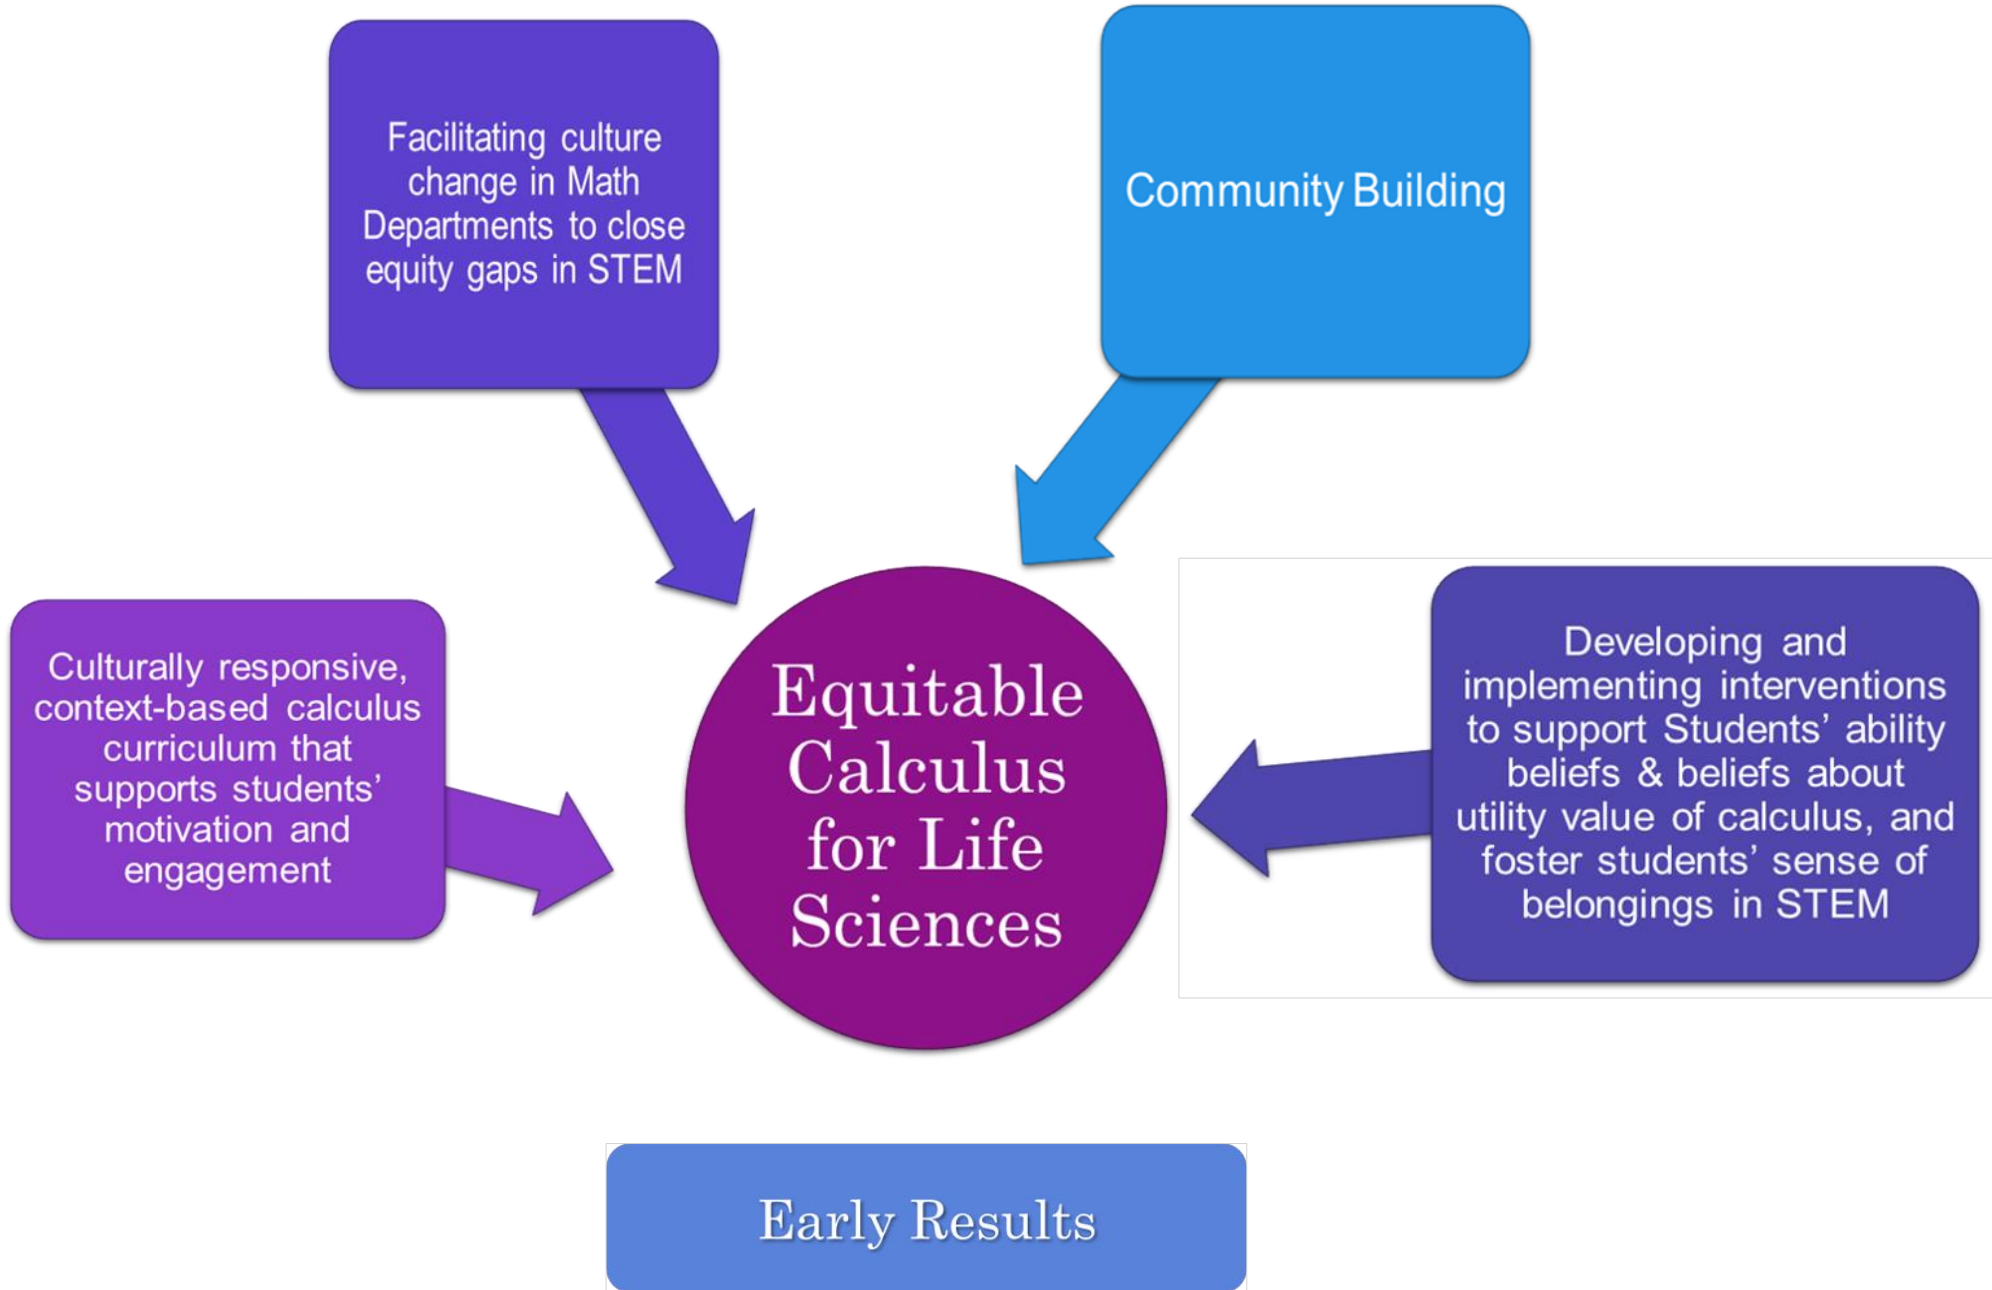 Facilitating culture
change in Math
Departments to close
equity gaps in STEM
Community Building
Culturally responsive,
context-based calculus
curriculum that
supports students’
motivation and
engagement
Equitable
Calculus
for Life
Sciences
Developing and
implementing interventions
to support Students’ ability
beliefs & beliefs about
utility value of calculus, and
foster students’ sense of
belongings in STEM
Early Results